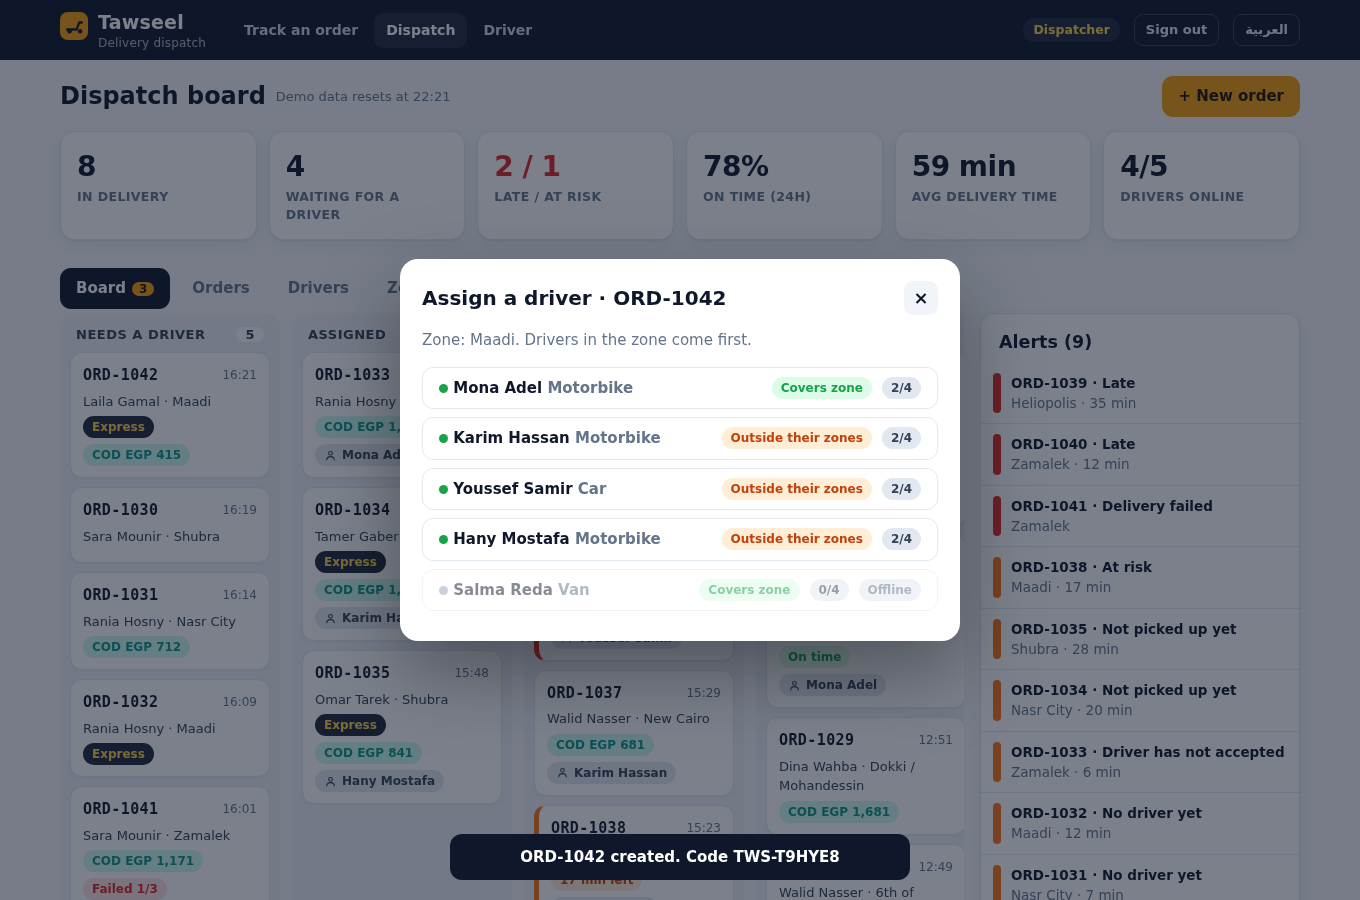 Tawseel
Delivery dispatch
Track an order
Dispatch
Driver
Dispatcher
Sign out
العربية
Dispatch board
Demo data resets at 22:21
+ New order
8
IN DELIVERY
4
WAITING FOR A
DRIVER
2 / 1
LATE / AT RISK
78%
ON TIME (24H)
59 min
AVG DELIVERY TIME
4/5
DRIVERS ONLINE
Board 3
Orders
Drivers
NEEDS A DRIVER 5
ORD-1042 16:21
Laila Gamal · Maadi
Express
COD EGP 415
ORD-1030 16:19
Sara Mounir · Shubra
ORD-1031 16:14
Rania Hosny · Nasr City
COD EGP 712
ORD-1032 16:09
Rania Hosny · Maadi
Express
ORD-1041 16:01
Sara Mounir · Zamalek
COD EGP 1,171
Failed 1/3
ASSIGNED
ORD-1033
Rania Hosny
COD EGP 1,
Mona Ad
ORD-1034
Tamer Gaber
Express
COD EGP 1,
Karim Ha
ORD-1035 15:48
Omar Tarek · Shubra
Express
COD EGP 841
Hany Mostafa
Assign a driver · ORD-1042
×
Zone: Maadi. Drivers in the zone come first.
Mona Adel Motorbike Covers zone 2/4
Karim Hassan Motorbike Outside their zones 2/4
Youssef Samir Car Outside their zones 2/4
Hany Mostafa Motorbike Outside their zones 2/4
Salma Reda Van Covers zone 0/4 Offline
ORD-1037 15:29
Walid Nasser · New Cairo
COD EGP 681
Karim Hassan
ORD-1038 15:23
17 min left
On time
Mona Adel
ORD-1029 12:51
Dina Wahba · Dokki /
Mohandessin
COD EGP 1,681
12:49
Walid Nasser · 6th of
ORD-1042 created. Code TWS-T9HYE8
Alerts (9)
ORD-1039 · Late
Heliopolis · 35 min
ORD-1040 · Late
Zamalek · 12 min
ORD-1041 · Delivery failed
Zamalek
ORD-1038 · At risk
Maadi · 17 min
ORD-1035 · Not picked up yet
Shubra · 28 min
ORD-1034 · Not picked up yet
Nasr City · 20 min
ORD-1033 · Driver has not accepted
Zamalek · 6 min
ORD-1032 · No driver yet
Maadi · 12 min
ORD-1031 · No driver yet
Nasr City · 7 min